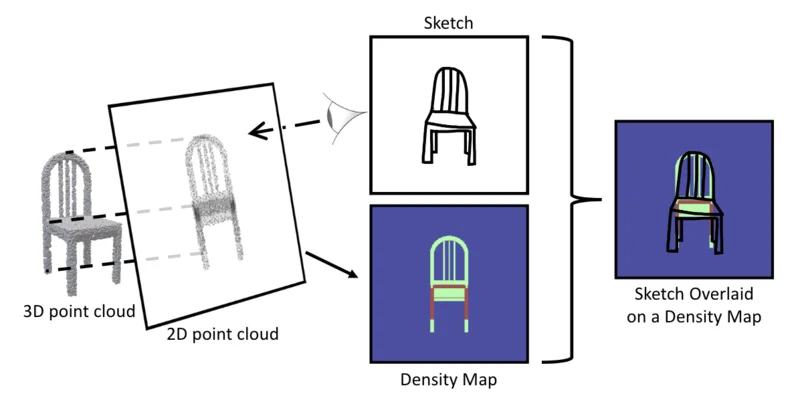 Sketch
3D point cloud
2D point cloud
Density Map
Sketch Overlaid
on a Density Map